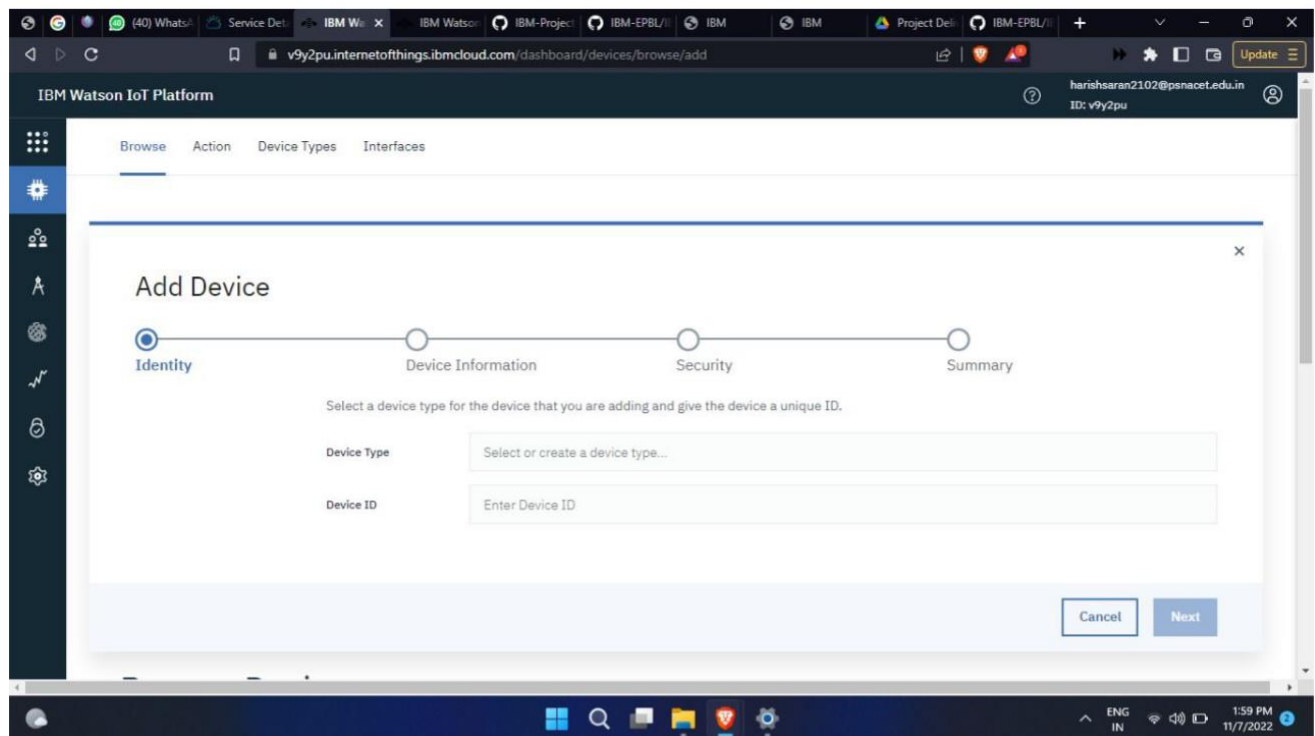 (40) WhatsA
Service Det
IBM Wa
IBM Watson
IBM-Project
IBM-EPBL/I
IBM
IBM
Project Deli
IBM-EPBL/I
v9y2pu.internetofthings.ibmcloud.com/dashboard/devices/browse/add
Update
IBM Watson IoT Platform
harishsaran2102@psnacet.edu.in
ID: v9y2pu
Browse Action Device Types Interfaces
Add Device
Identity Device Information Security Summary
Select a device type for the device that you are adding and give the device a unique ID.
Device Type Select or create a device type...
Device ID Enter Device ID
Cancel Next
ENG 1:59 PM
IN 11/7/2022 2